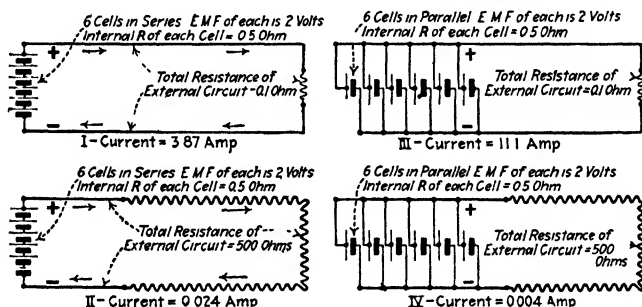 6 Cells in Series E M F of each is 2 Volts
Internal R of each Cell = 0 5 Ohm
+
Total Resistance of
External Circuit = 0.1 Ohm
−
I - Current = 3 87 Amp
6 Cells in Parallel E M F of each is 2 Volts
Internal R of each Cell = 0 5 Ohm
+
Total Resistance of
External Circuit = 0.1 Ohm
−
III - Current = 11.1 Amp
6 Cells in Series E M F of each is 2 Volts
Internal R of each Cell = 0.5 Ohm
+
Total Resistance of
External Circuit = 500 Ohms
−
II - Current = 0 024 Amp
6 Cells in Parallel E M F of each is 2 Volts
Internal R of each Cell = 0 5 Ohm
+
Total Resistance of
External Circuit = 500
Ohms
−
IV - Current = 0 004 Amp